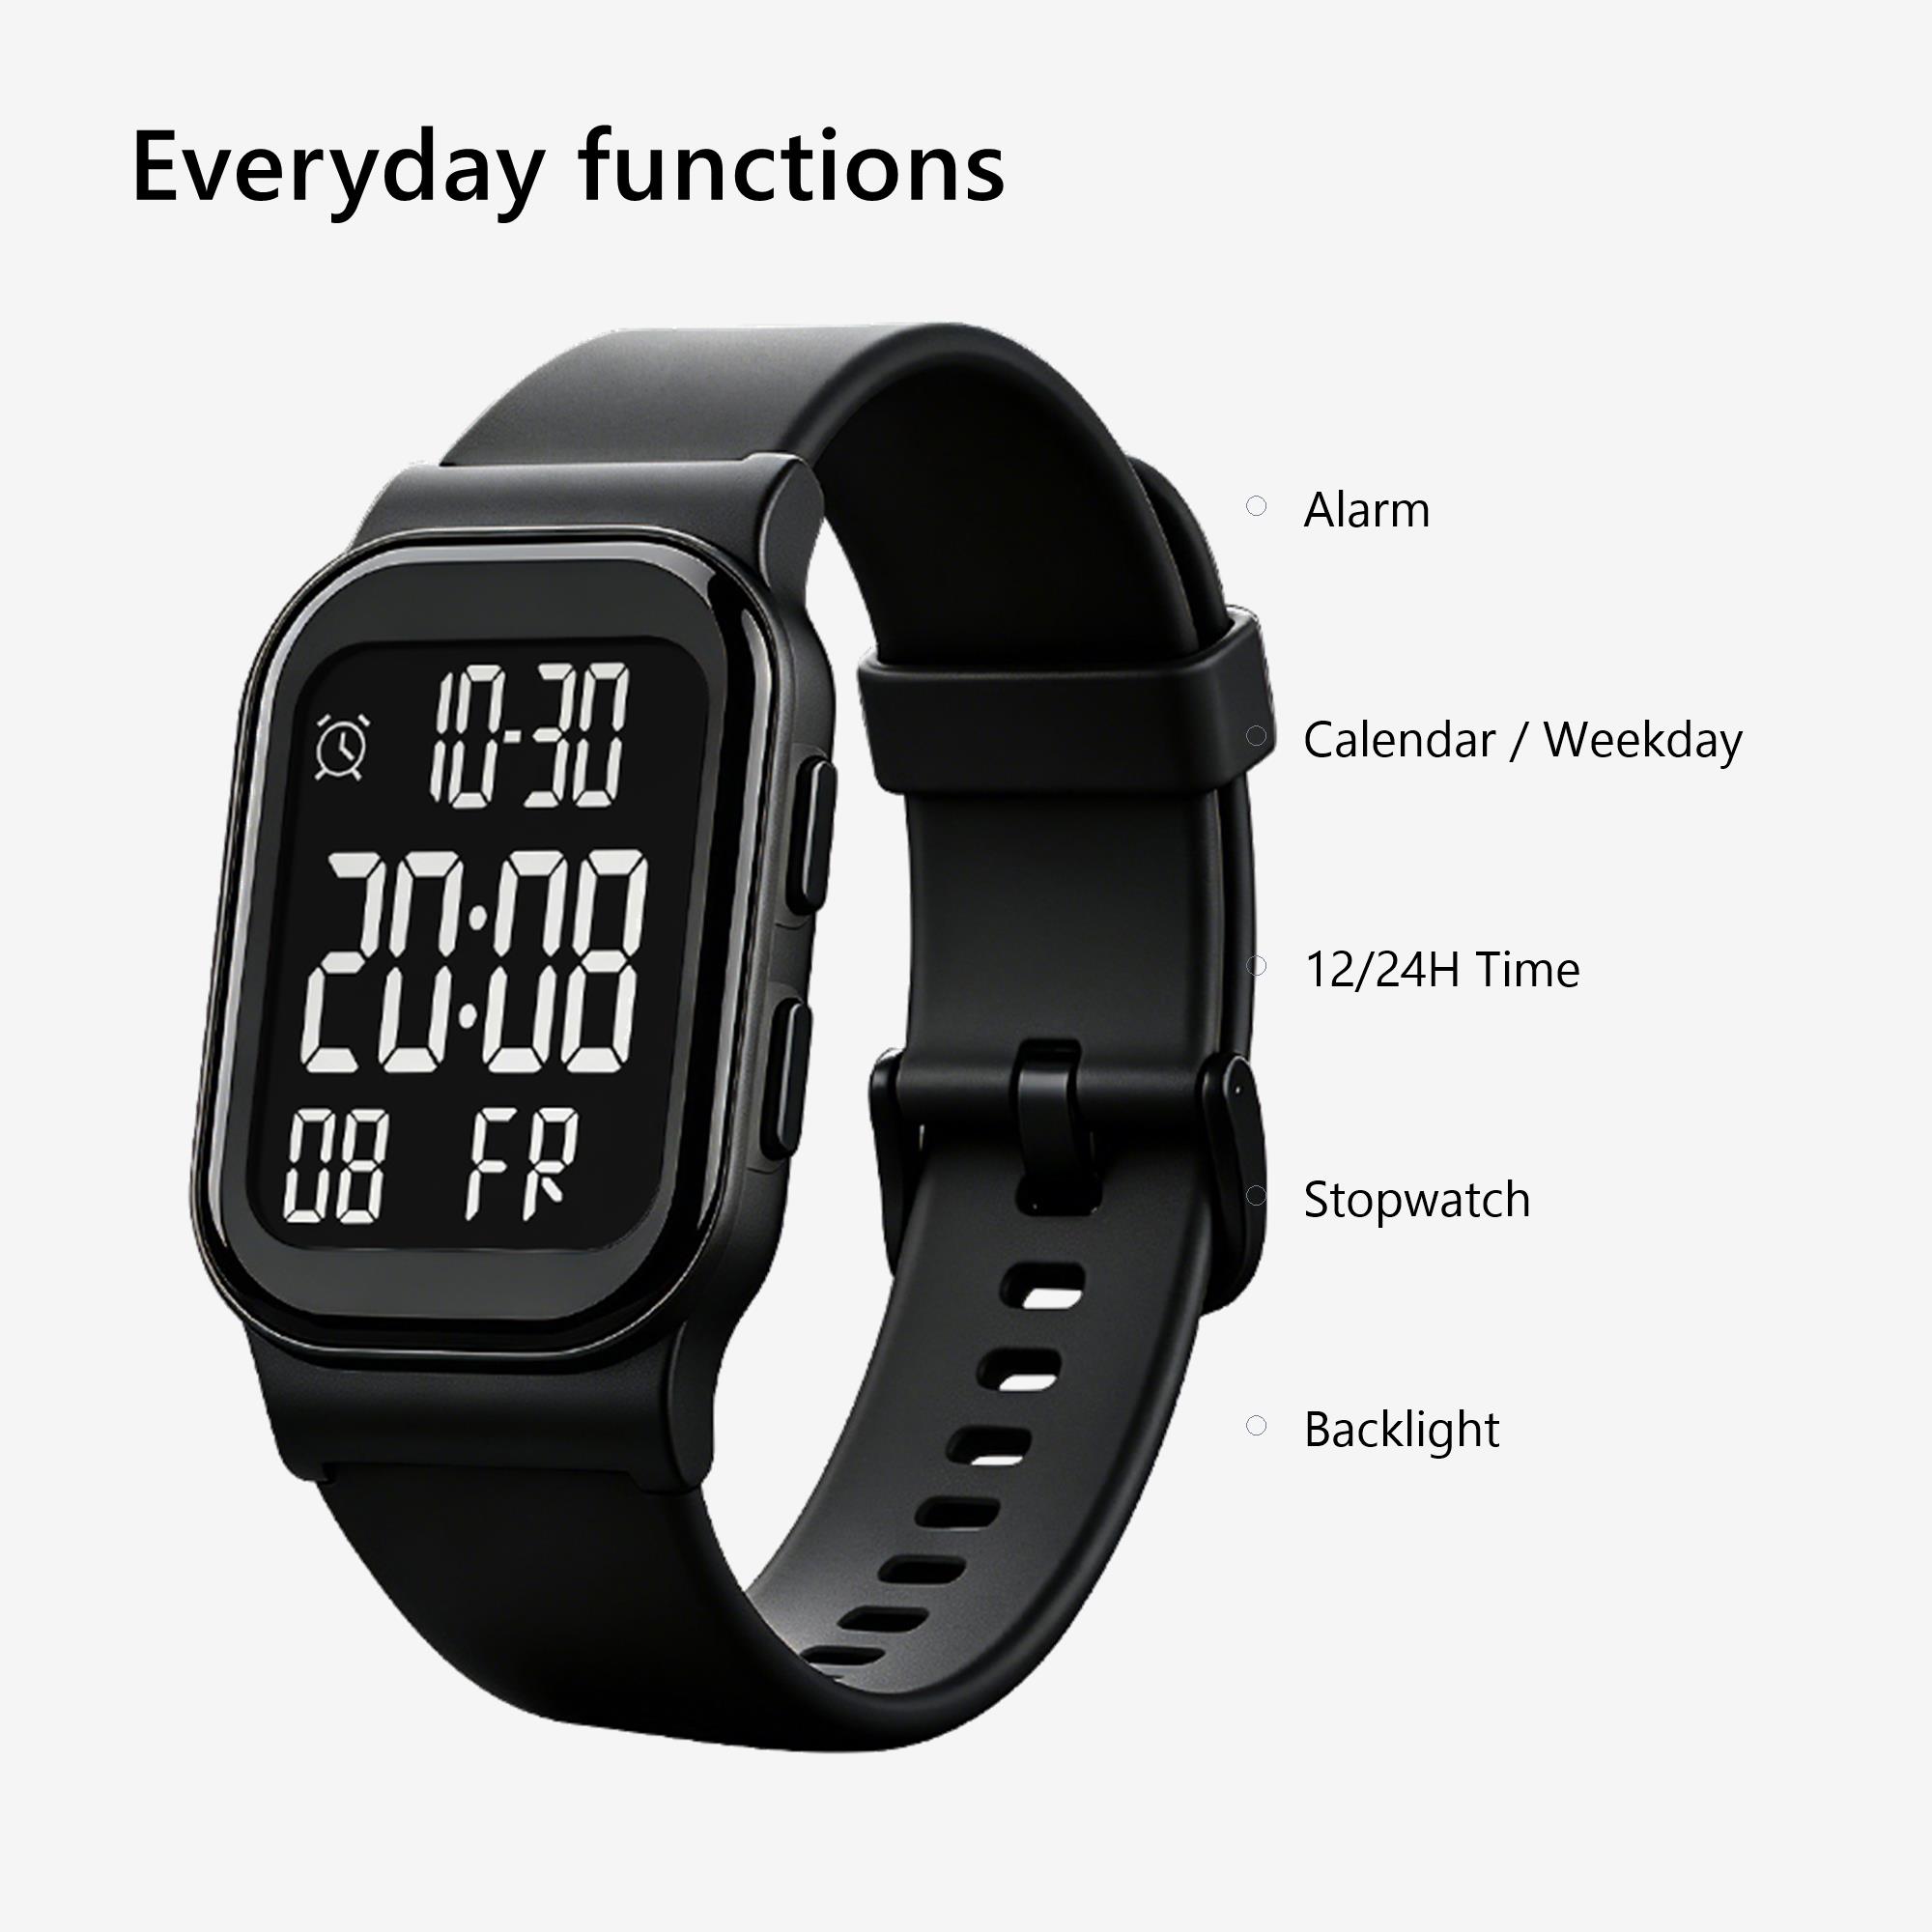 Everyday functions
Alarm
10-30
Calendar / Weekday
20:08
12/24H Time
08 FR
Stopwatch
Backlight